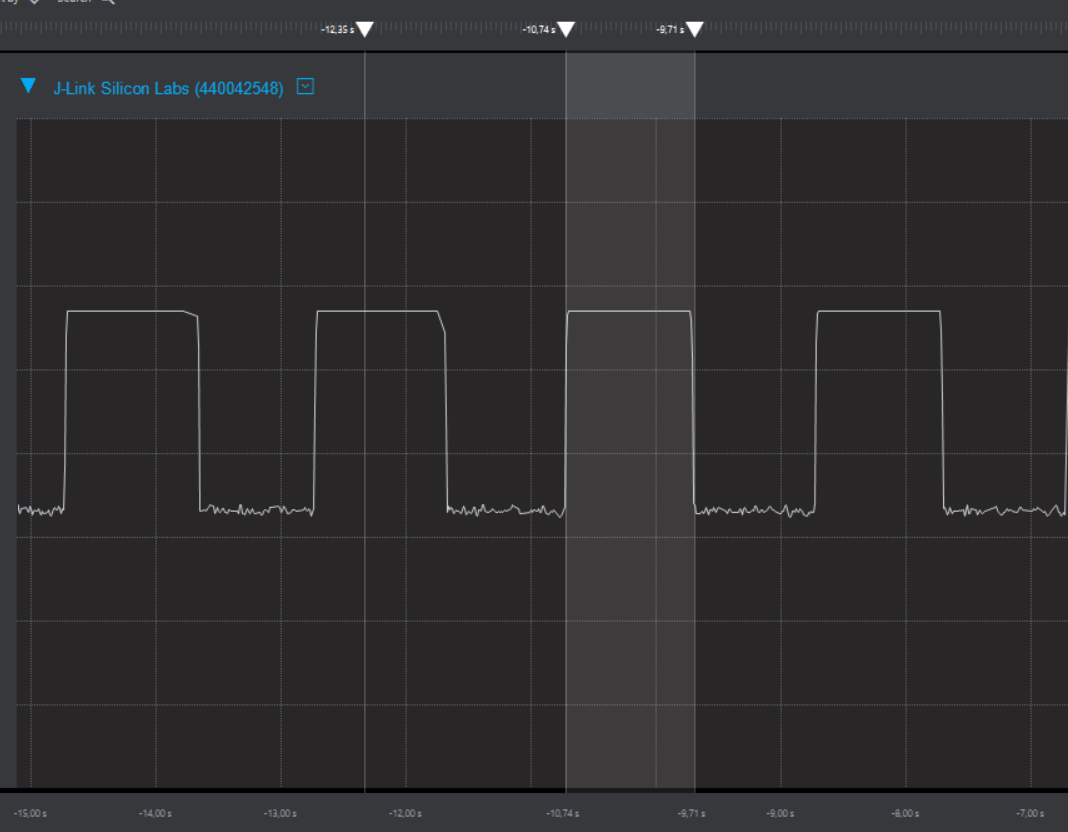 -12,35 s -10,74 s -9,71 s
J-Link Silicon Labs (440042548)
-15,00 s -14,00 s -13,00 s -12,00 s -10,74 s -9,71 s -9,00 s -8,00 s -7,00 s